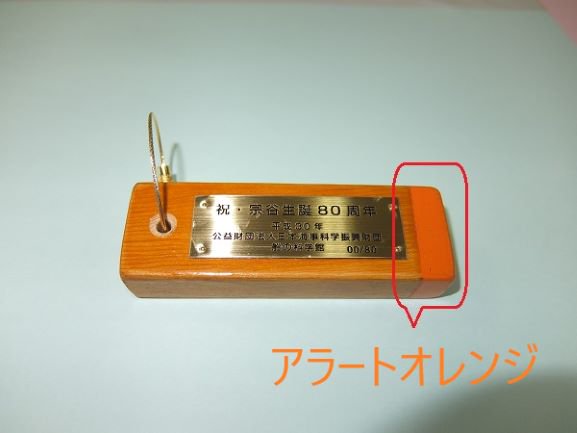 祝・宗谷生誕80周年
平成30年
公益財団法人日本海事科学振興財団
船の科学館 00/80
アラートオレンジ